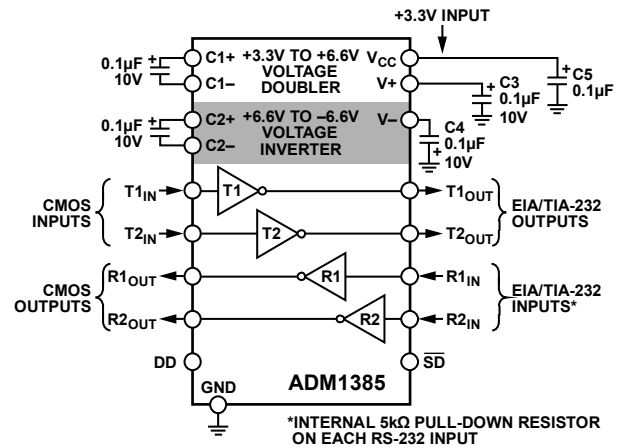 +3.3V INPUT
0.1µF
10V
+
C1+
C1–
+3.3V TO +6.6V
VOLTAGE
DOUBLER
VCC
V+
+
C3
0.1µF
10V
+
C5
0.1µF
0.1µF
10V
+
C2+
C2–
+6.6V TO –6.6V
VOLTAGE
INVERTER
V–
+
C4
0.1µF
10V
CMOS
INPUTS
T1IN
T2IN
T1
T2
T1OUT
T2OUT
EIA/TIA-232
OUTPUTS
CMOS
OUTPUTS
R1OUT
R2OUT
R1
R2
R1IN
R2IN
EIA/TIA-232
INPUTS*
DD
SD
GND
ADM1385
*INTERNAL 5kΩ PULL-DOWN RESISTOR
ON EACH RS-232 INPUT